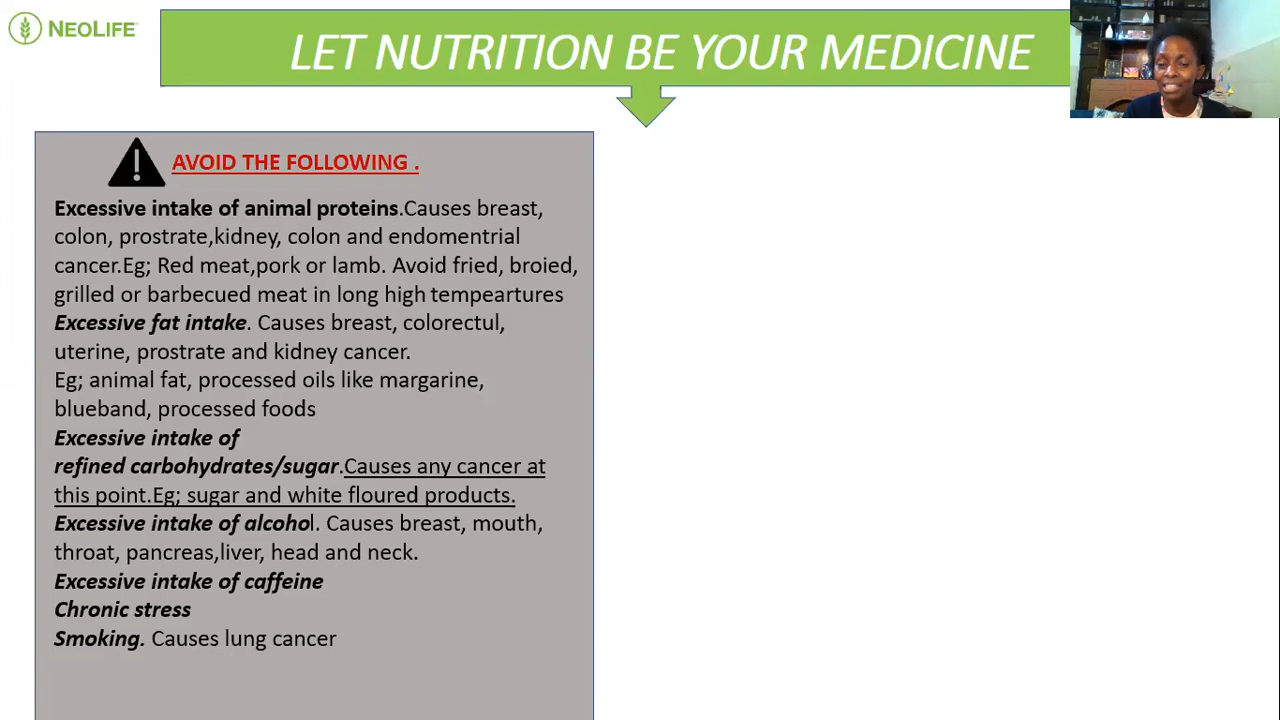 NEOLIFE
LET NUTRITION BE YOUR MEDICINE
AVOID THE FOLLOWING .
Excessive intake of animal proteins.Causes breast,
colon, prostrate,kidney, colon and endomentrial
cancer.Eg; Red meat,pork or lamb. Avoid fried, broied,
grilled or barbecued meat in long high tempeartures
Excessive fat intake. Causes breast, colorectul,
uterine, prostrate and kidney cancer.
Eg; animal fat, processed oils like margarine,
blueband, processed foods
Excessive intake of
refined carbohydrates/sugar.Causes any cancer at
this point.Eg; sugar and white floured products.
Excessive intake of alcohol. Causes breast, mouth,
throat, pancreas,liver, head and neck.
Excessive intake of caffeine
Chronic stress
Smoking. Causes lung cancer